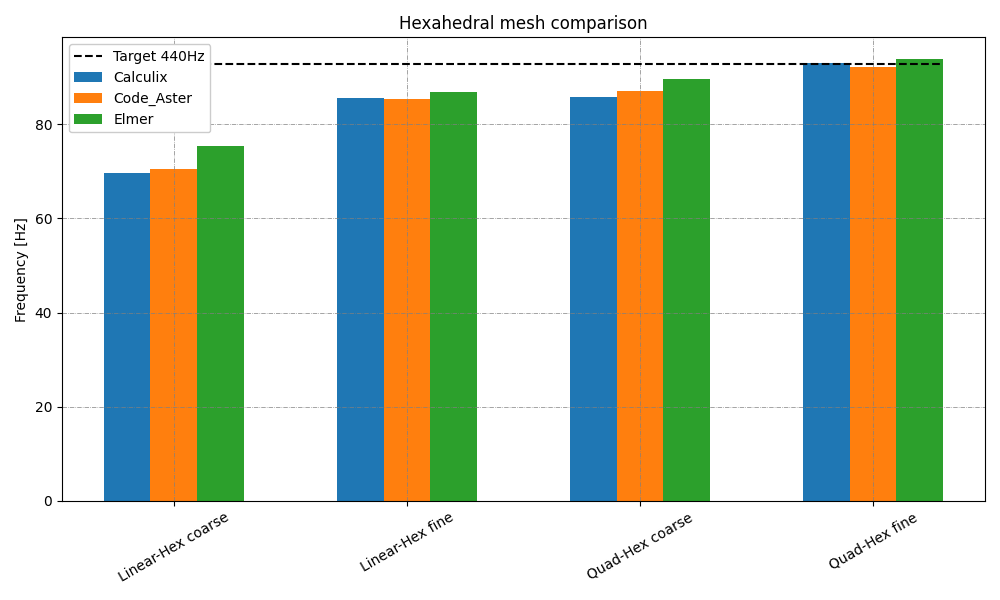 Hexahedral mesh comparison
Target 440Hz
Calculix
Code_Aster
Elmer
Frequency [Hz]
80
60
40
20
0
Linear-Hex coarse
Linear-Hex fine
Quad-Hex coarse
Quad-Hex fine